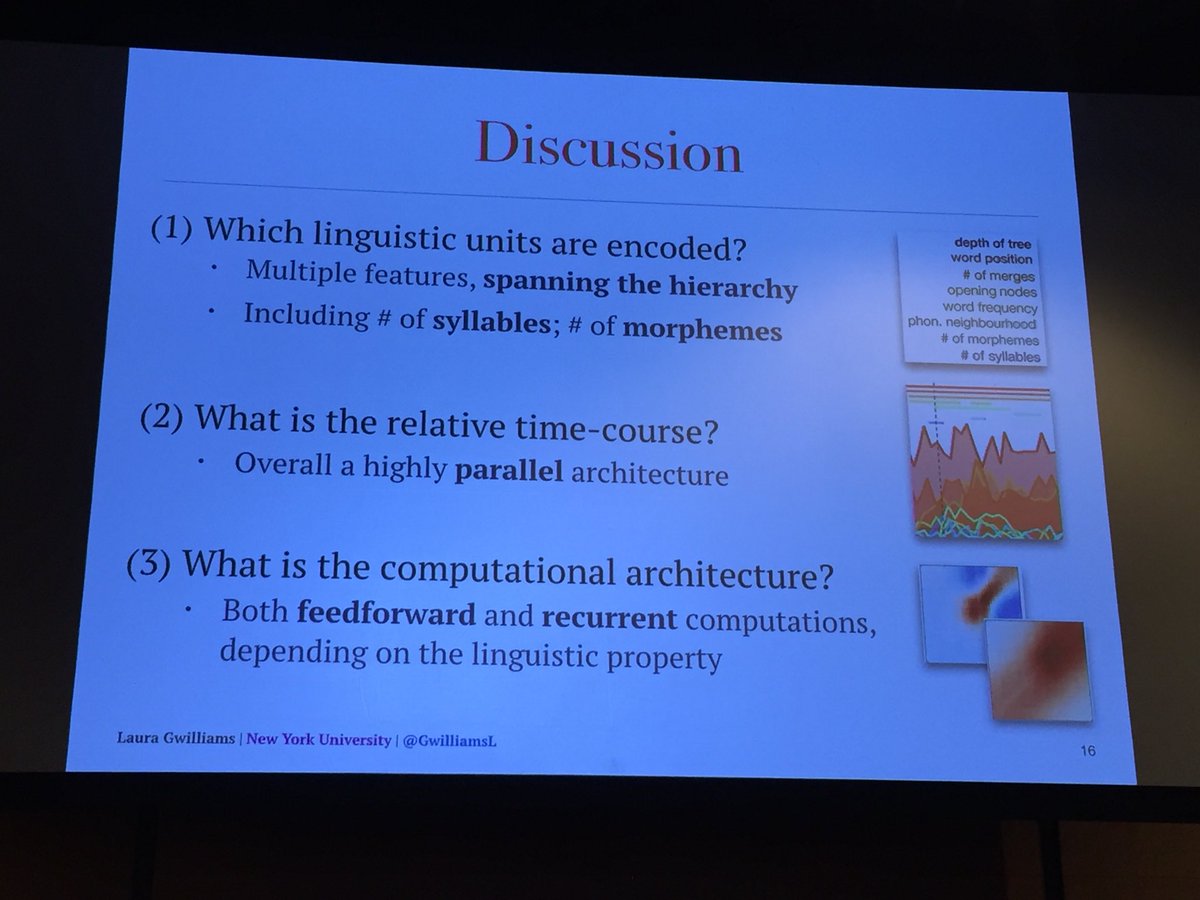 Discussion
(1) Which linguistic units are encoded?
· Multiple features, spanning the hierarchy
· Including # of syllables; # of morphemes
depth of tree
word position
# of merges
opening nodes
word frequency
phon. neighbourhood
# of morphemes
# of syllables
(2) What is the relative time-course?
· Overall a highly parallel architecture
(3) What is the computational architecture?
· Both feedforward and recurrent computations,
depending on the linguistic property
Laura Gwilliams | New York University | @GwilliamsL
16